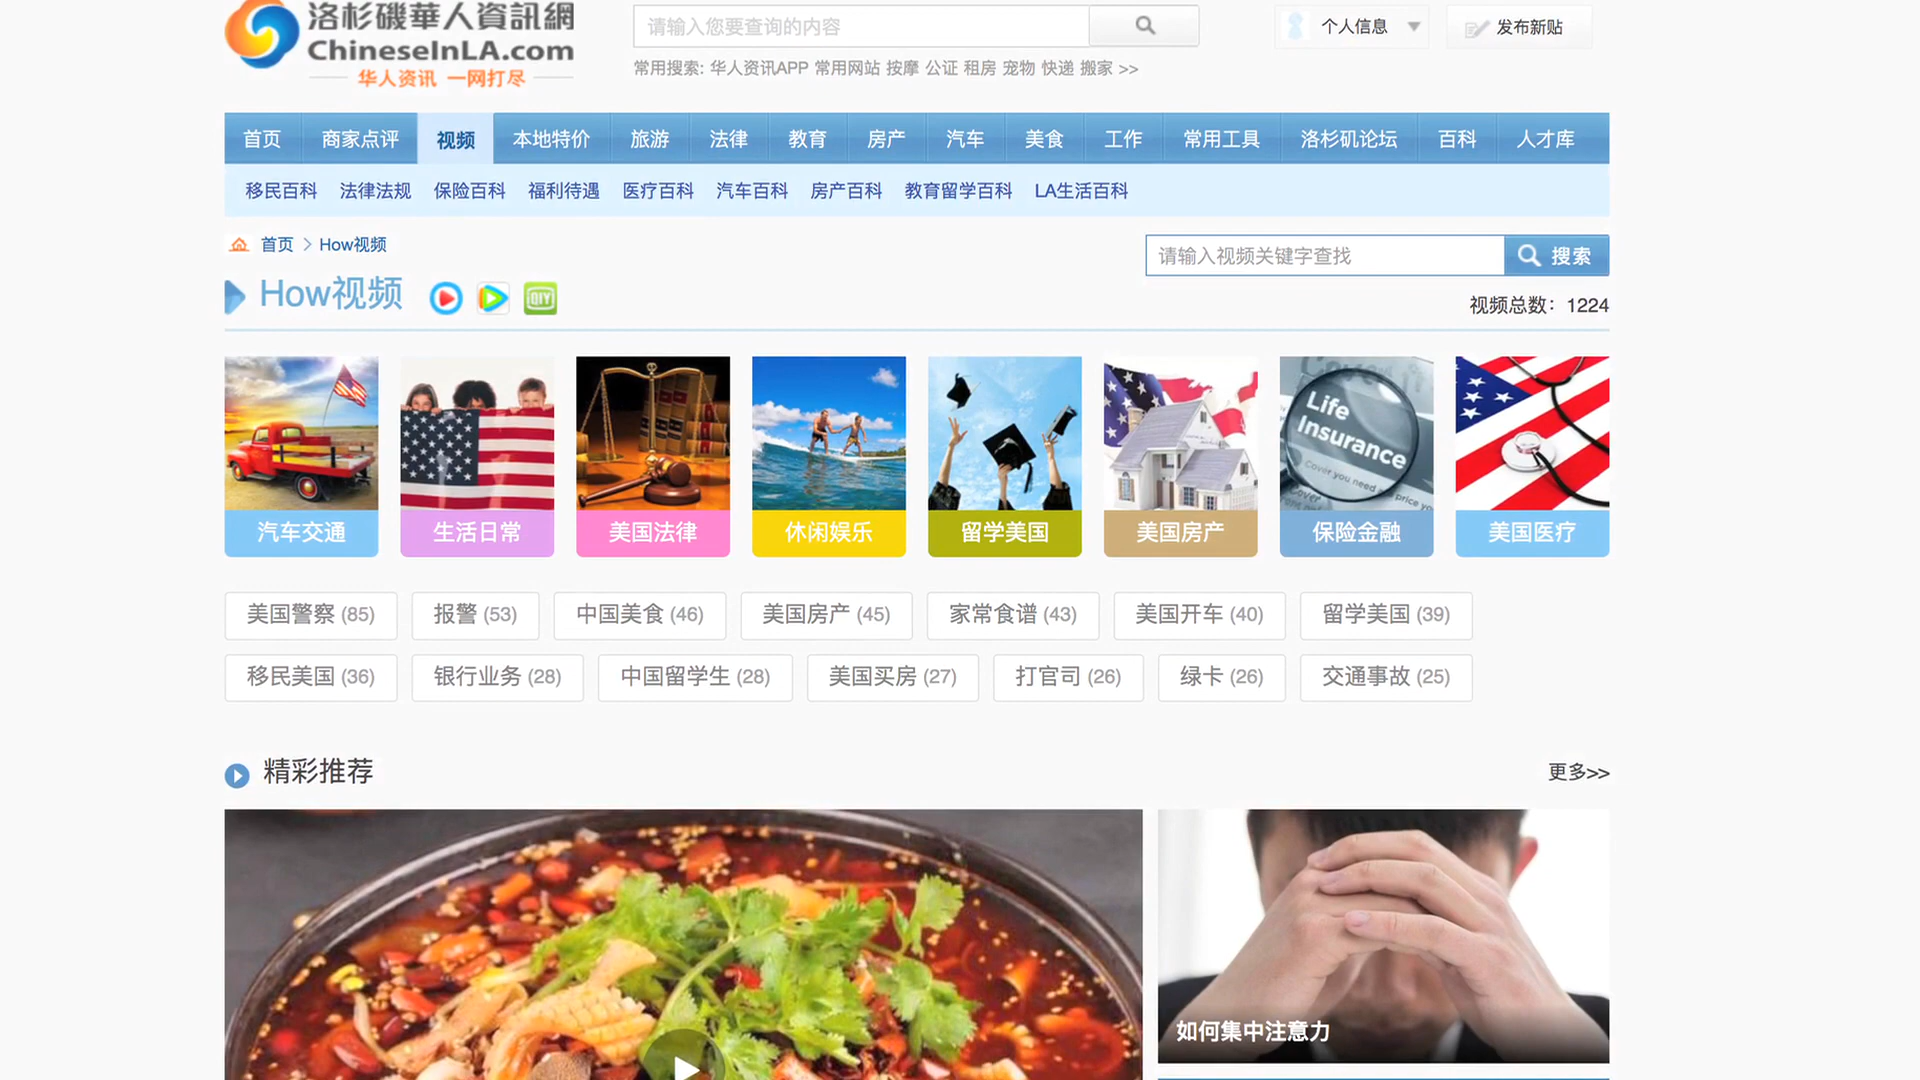 洛杉磯華人資訊網
ChineseInLA.com
华人资讯 一网打尽
请输入您要查询的内容
个人信息
发布新贴
常用搜索: 华人资讯APP 常用网站 按摩 公证 租房 宠物 快递 搬家 >>
首页 商家点评 视频 本地特价 旅游 法律 教育 房产 汽车 美食 工作 常用工具 洛杉矶论坛 百科 人才库
移民百科 法律法规 保险百科 福利待遇 医疗百科 汽车百科 房产百科 教育留学百科 LA生活百科
首页 > How视频
请输入视频关键字查找
搜索
How视频
QIY
视频总数：1224
Life
Insurance
Cover you need
price
Cover
汽车交通 生活日常 美国法律 休闲娱乐 留学美国 美国房产 保险金融 美国医疗
美国警察 (85) 报警 (53) 中国美食 (46) 美国房产 (45) 家常食谱 (43) 美国开车 (40) 留学美国 (39)
移民美国 (36) 银行业务 (28) 中国留学生 (28) 美国买房 (27) 打官司 (26) 绿卡 (26) 交通事故 (25)
精彩推荐
更多>>
如何集中注意力